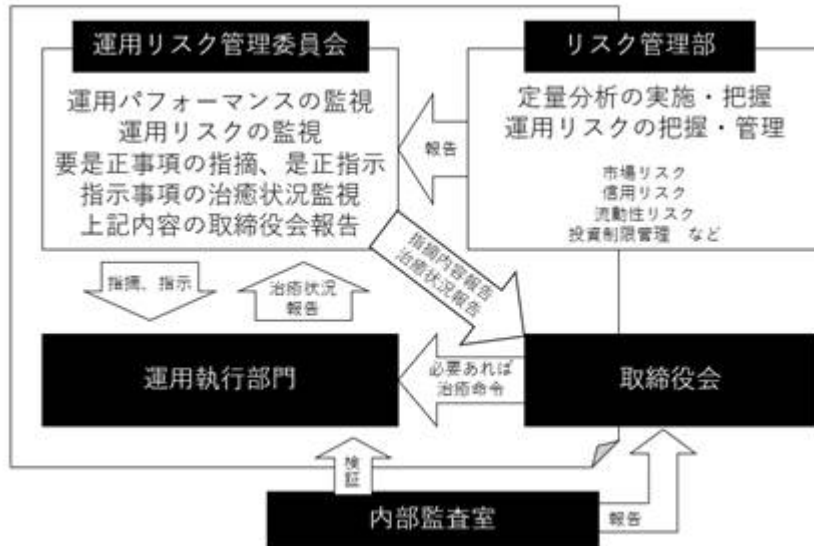 運用リスク管理委員会
運用パフォーマンスの監視
運用リスクの監視
要是正事項の指摘、是正指示
指示事項の治癒状況監視
上記内容の取締役会報告
リスク管理部
定量分析の実施・把握
運用リスクの把握・管理
市場リスク
信用リスク
流動性リスク
投資制限管理 など
報告
指摘、指示
治癒状況
報告
指摘内容報告
治癒状況報告
運用執行部門
必要あれば
治癒命令
取締役会
検証
内部監査室
報告